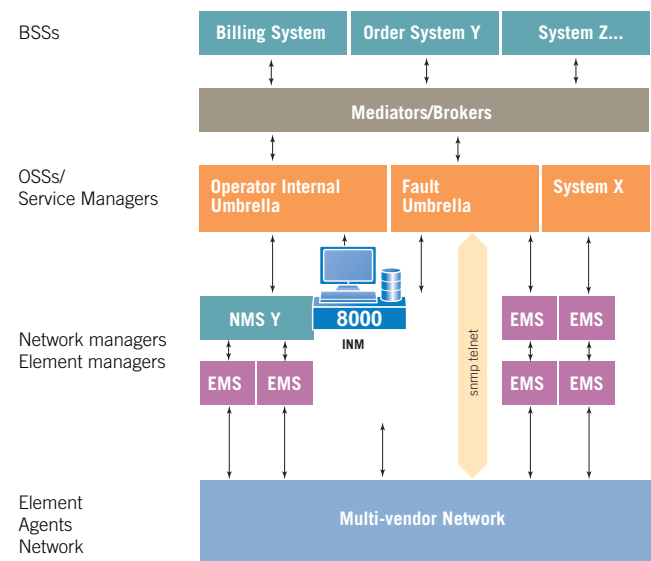 BSSs
Billing System
Order System Y
System Z...
Mediators/Brokers
OSSs/
Service Managers
Operator Internal
Umbrella
Fault
Umbrella
System X
Network managers
Element managers
NMS Y
8000
INM
EMS
EMS
EMS
EMS
EMS
EMS
snmp telnet
Element
Agents
Network
Multi-vendor Network